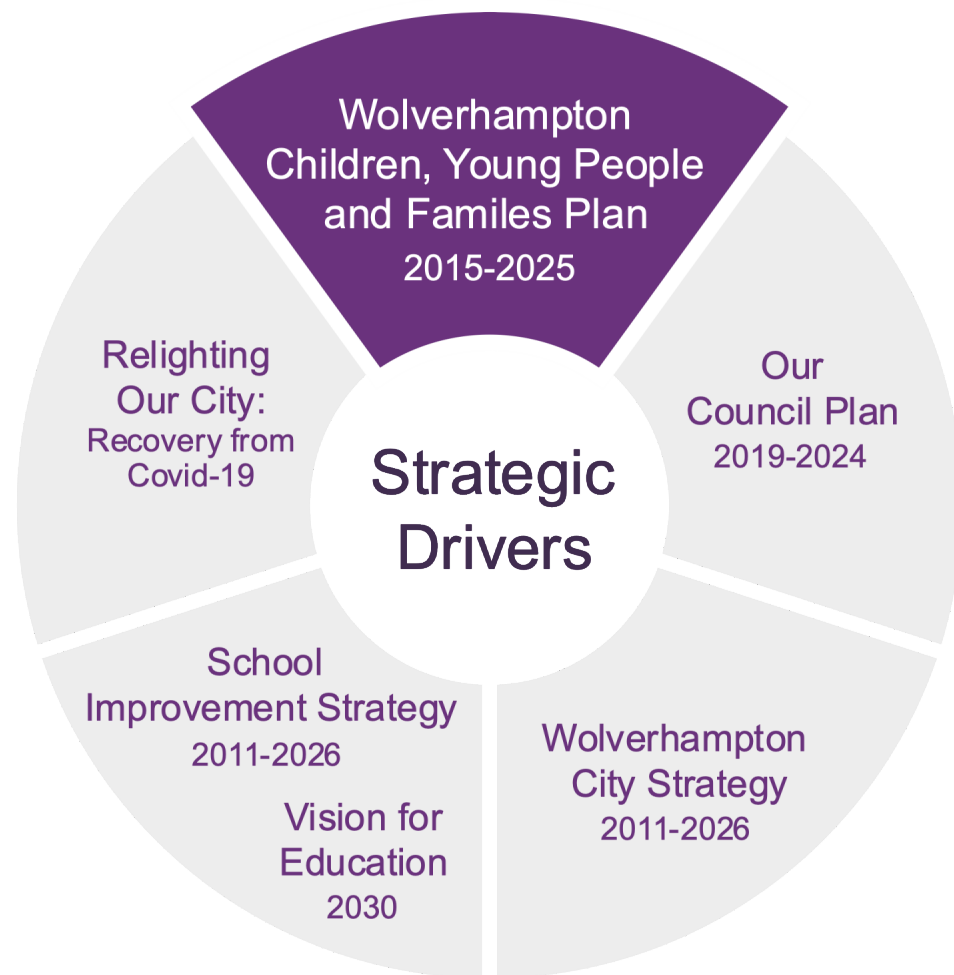 Wolverhampton
Children, Young People
and Familes Plan
2015-2025
Our
Council Plan
2019-2024
Wolverhampton
City Strategy
2011-2026
School
Improvement Strategy
2011-2026
Vision for
Education
2030
Relighting
Our City:
Recovery from
Covid-19
Strategic
Drivers